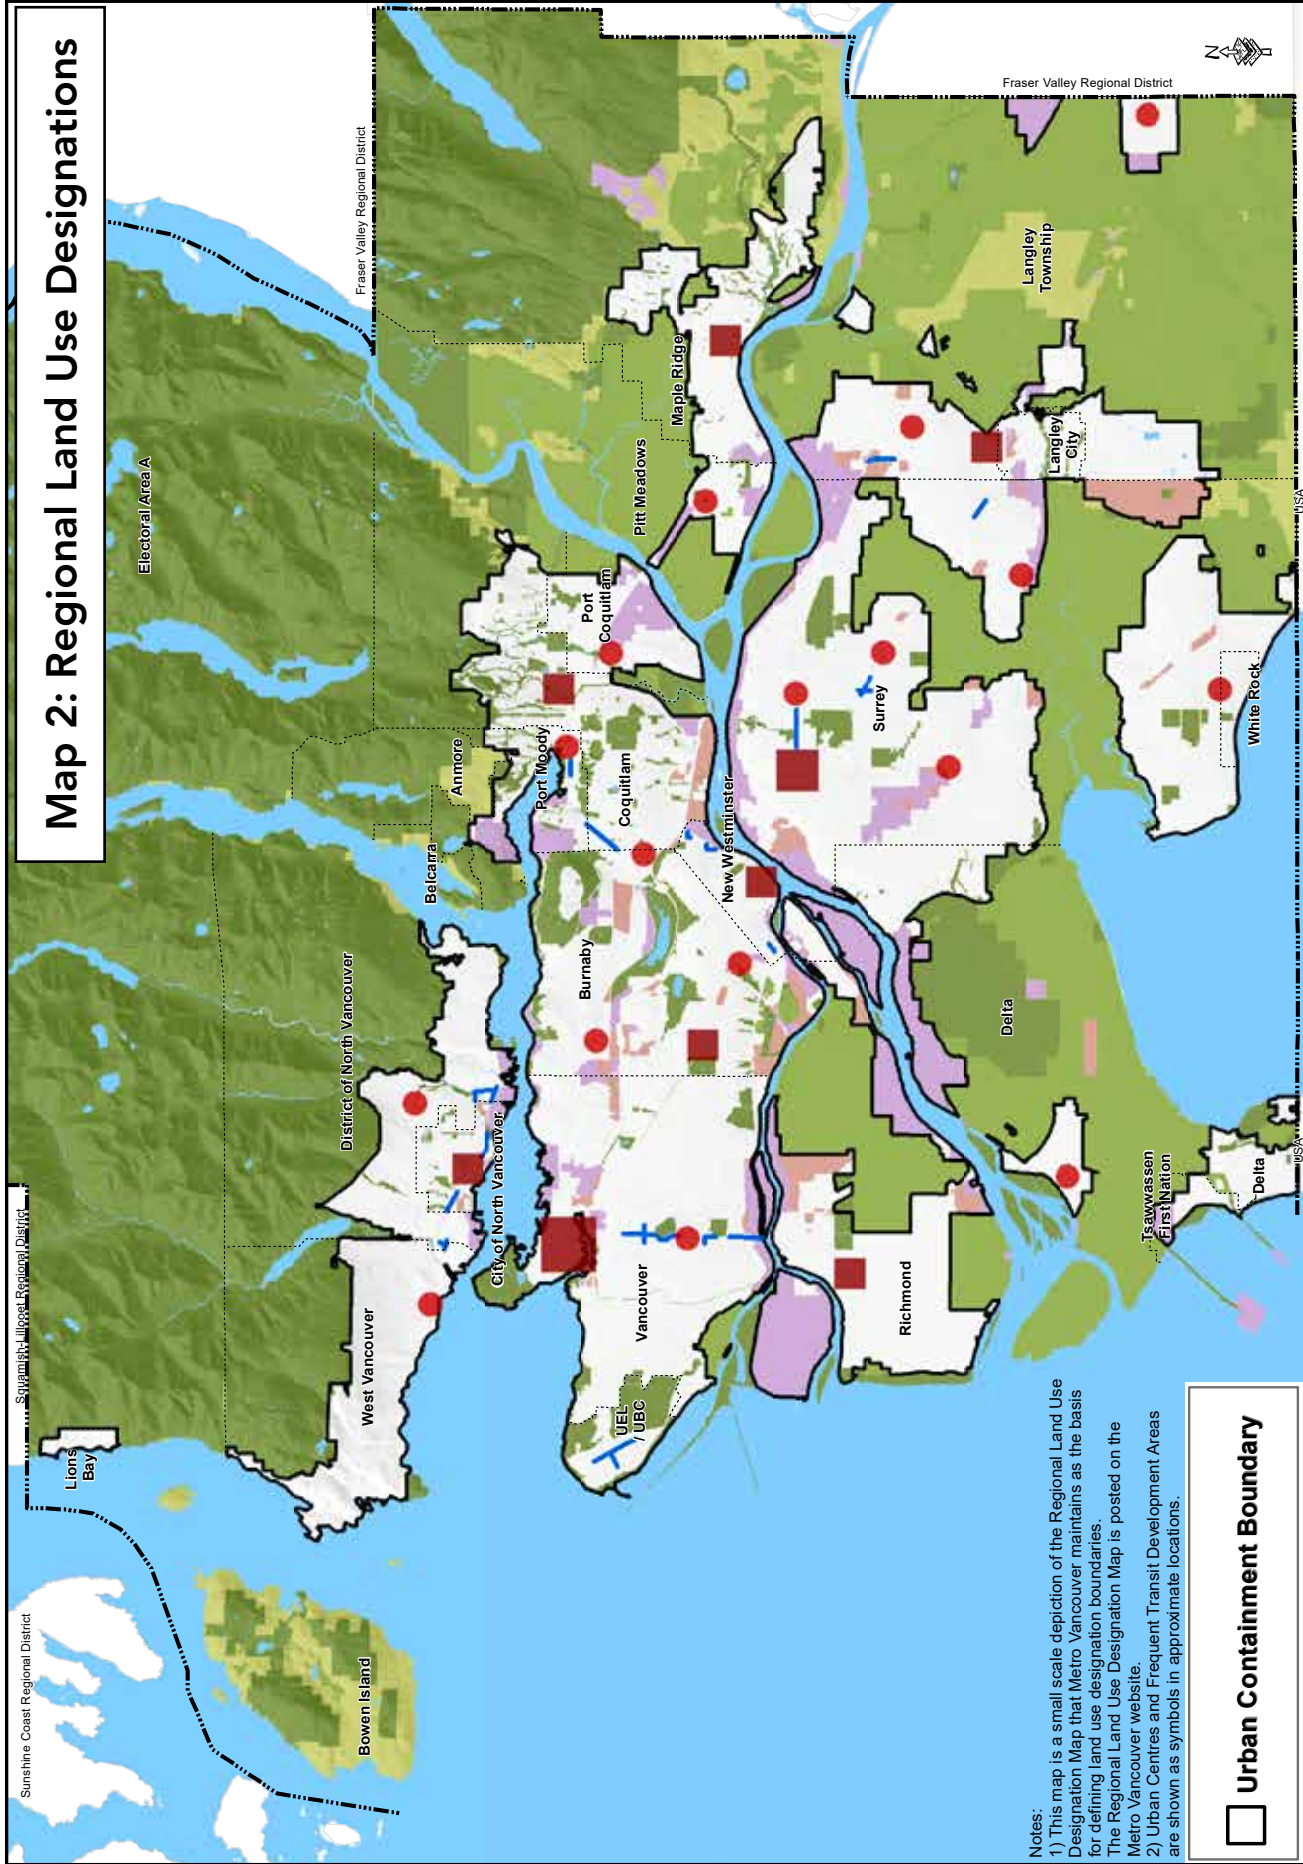 Map 2: Regional Land Use Designations
Squamish-Lillooet Regional District
Sunshine Coast Regional District
Fraser Valley Regional District
Fraser Valley Regional District
N
Electoral Area A
Lions
Bay
Bowen Island
West Vancouver
District of North Vancouver
City of North Vancouver
Belcarra
Anmore
Port Moody
Port
Coquitlam
Coquitlam
Pitt Meadows
Maple Ridge
Burnaby
New Westminster
Vancouver
UEL
/ UBC
Richmond
Surrey
Delta
Langley
Township
Langley
City
White Rock
Tsawwassen
First Nation
Delta
USA
USA
Notes:
1) This map is a small scale depiction of the Regional Land Use
Designation Map that Metro Vancouver maintains as the basis
for defining land use designation boundaries.
The Regional Land Use Designation Map is posted on the
Metro Vancouver website.
2) Urban Centres and Frequent Transit Development Areas
are shown as symbols in approximate locations.
Urban Containment Boundary